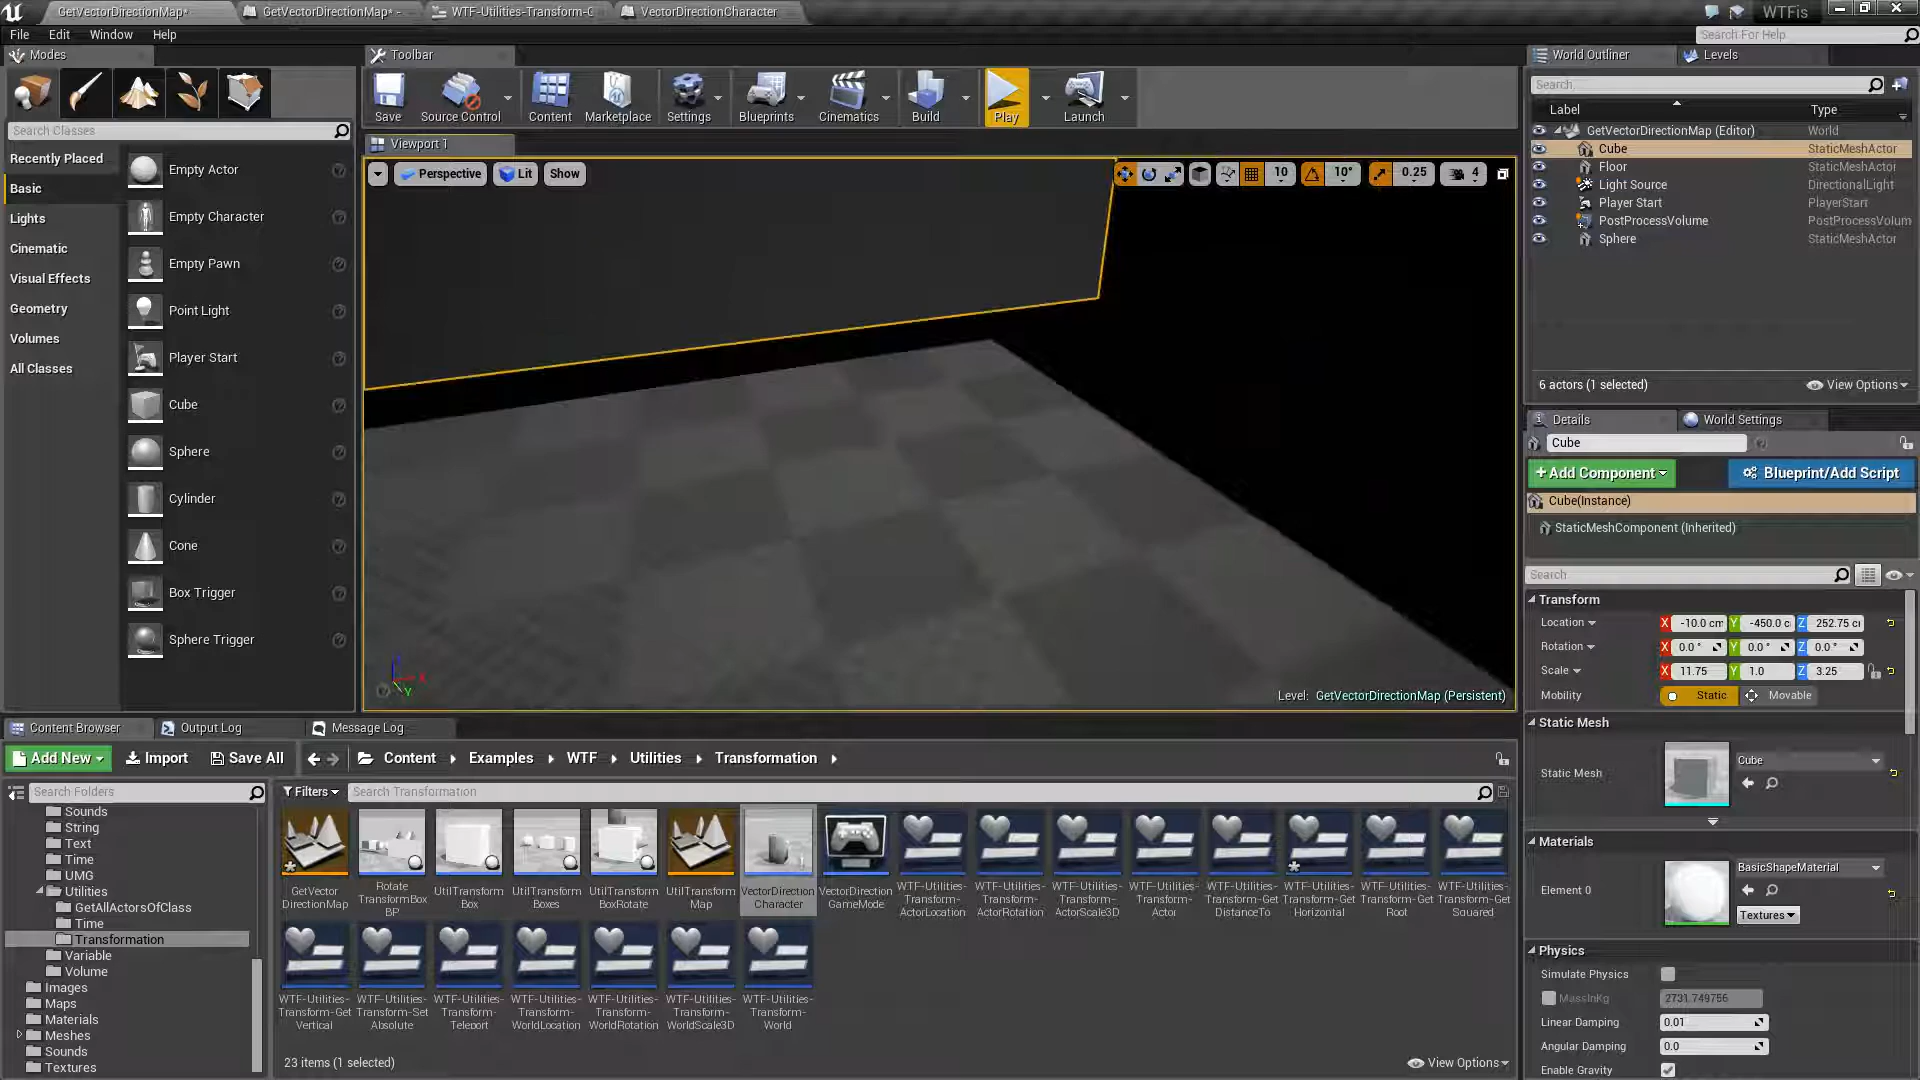 GetVectorDirectionMap*
GetVectorDirectionMap* -
WTF-Utilities-Transform-G
VectorDirectionCharacter
WTFis
File
Edit
Window
Help
Search For Help
Modes
Toolbar
Save
Source Control
Content
Marketplace
Settings
Blueprints
Cinematics
Build
Play
Launch
Search Classes
Recently Placed
Basic
Lights
Cinematic
Visual Effects
Geometry
Volumes
All Classes
Empty Actor
Empty Character
Empty Pawn
Point Light
Player Start
Cube
Sphere
Cylinder
Cone
Box Trigger
Sphere Trigger
Viewport 1
Perspective
Lit
Show
10
10°
0.25
4
X
Y
Level: GetVectorDirectionMap (Persistent)
World Outliner
Levels
Search...
Label
Type
GetVectorDirectionMap (Editor)
World
Cube
StaticMeshActor
Floor
StaticMeshActor
Light Source
DirectionalLight
Player Start
PlayerStart
PostProcessVolume
PostProcessVolum
Sphere
StaticMeshActor
6 actors (1 selected)
View Options
Details
World Settings
Cube
+ Add Component
Blueprint/Add Script
Cube(Instance)
StaticMeshComponent (Inherited)
Search
Transform
Location
X -10.0 cm Y -450.0 c Z 252.75 c
Rotation
X 0.0 ° Y 0.0 ° Z 0.0 °
Scale
X 11.75 Y 1.0 Z 3.25
Mobility
Static
Movable
Static Mesh
Static Mesh
Cube
Materials
Element 0
BasicShapeMaterial
Textures
Physics
Simulate Physics
MassInKg
2731.749756
Linear Damping
0.01
Angular Damping
0.0
Enable Gravity
Content Browser
Output Log
Message Log
Add New
Import
Save All
Content
Examples
WTF
Utilities
Transformation
Search Folders
Filters
Search Transformation
Sounds
String
Text
Time
UMG
Utilities
GetAllActorsOfClass
Time
Transformation
Variable
Volume
Images
Maps
Materials
Meshes
Sounds
Textures
GetVector
DirectionMap
Rotate
TransformBox
BP
UtilTransform
Box
UtilTransform
Boxes
UtilTransform
BoxRotate
UtilTransform
Map
VectorDirection
Character
VectorDirection
GameMode
WTF-Utilities-
Transform-
ActorLocation
WTF-Utilities-
Transform-
ActorRotation
WTF-Utilities-
Transform-
ActorScale3D
WTF-Utilities-
Transform-
Actor
WTF-Utilities-
Transform-Get
DistanceTo
WTF-Utilities-
Transform-Get
Horizontal
WTF-Utilities-
Transform-Get
Root
WTF-Utilities-
Transform-Get
Squared
WTF-Utilities-
Transform-Get
Vertical
WTF-Utilities-
Transform-Set
Absolute
WTF-Utilities-
Transform-
Teleport
WTF-Utilities-
Transform-
WorldLocation
WTF-Utilities-
Transform-
WorldRotation
WTF-Utilities-
Transform-
WorldScale3D
WTF-Utilities-
Transform-
World
23 items (1 selected)
View Options